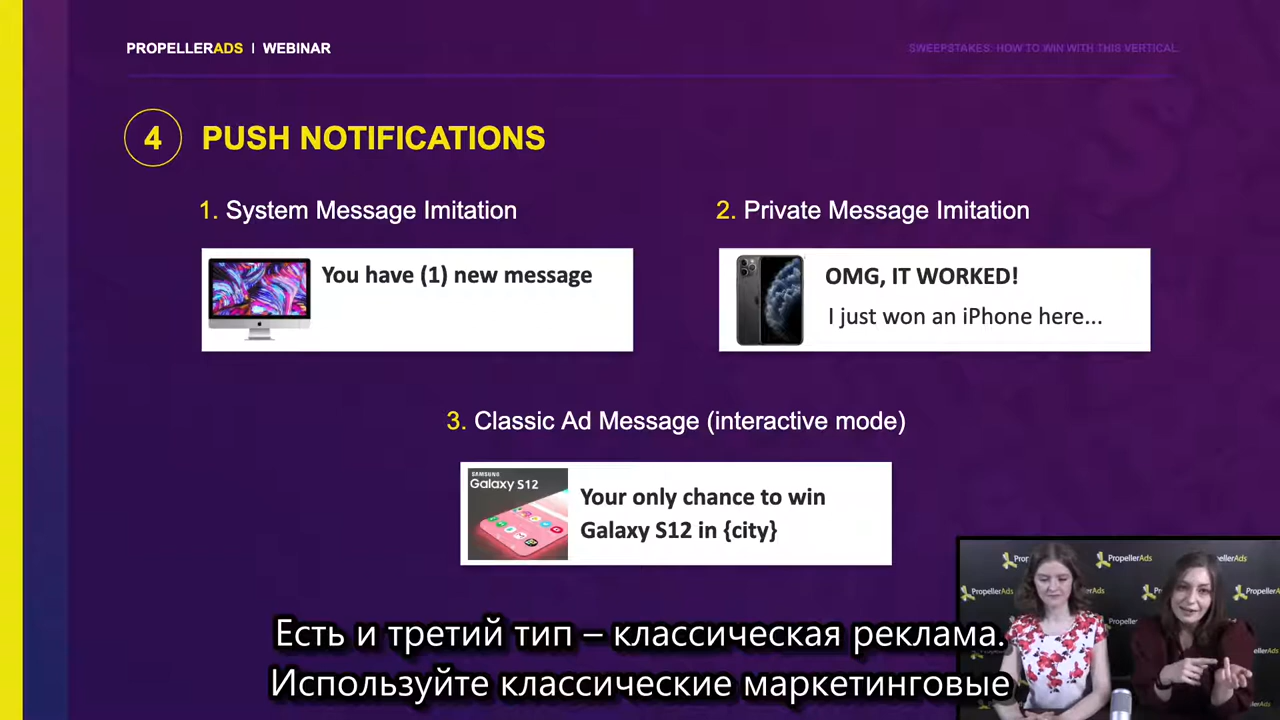 PROPELLERADS | WEBINAR
SWEEPSTAKES: HOW TO WIN WITH THIS VERTICAL.
4 PUSH NOTIFICATIONS
1. System Message Imitation
2. Private Message Imitation
You have (1) new message
OMG, IT WORKED!
I just won an iPhone here...
3. Classic Ad Message (interactive mode)
SAMSUNG
Galaxy S12
Your only chance to win
Galaxy S12 in {city}
PropellerAds
PropellerAds
Есть и третий тип – классическая реклама.
Используйте классические маркетинговые